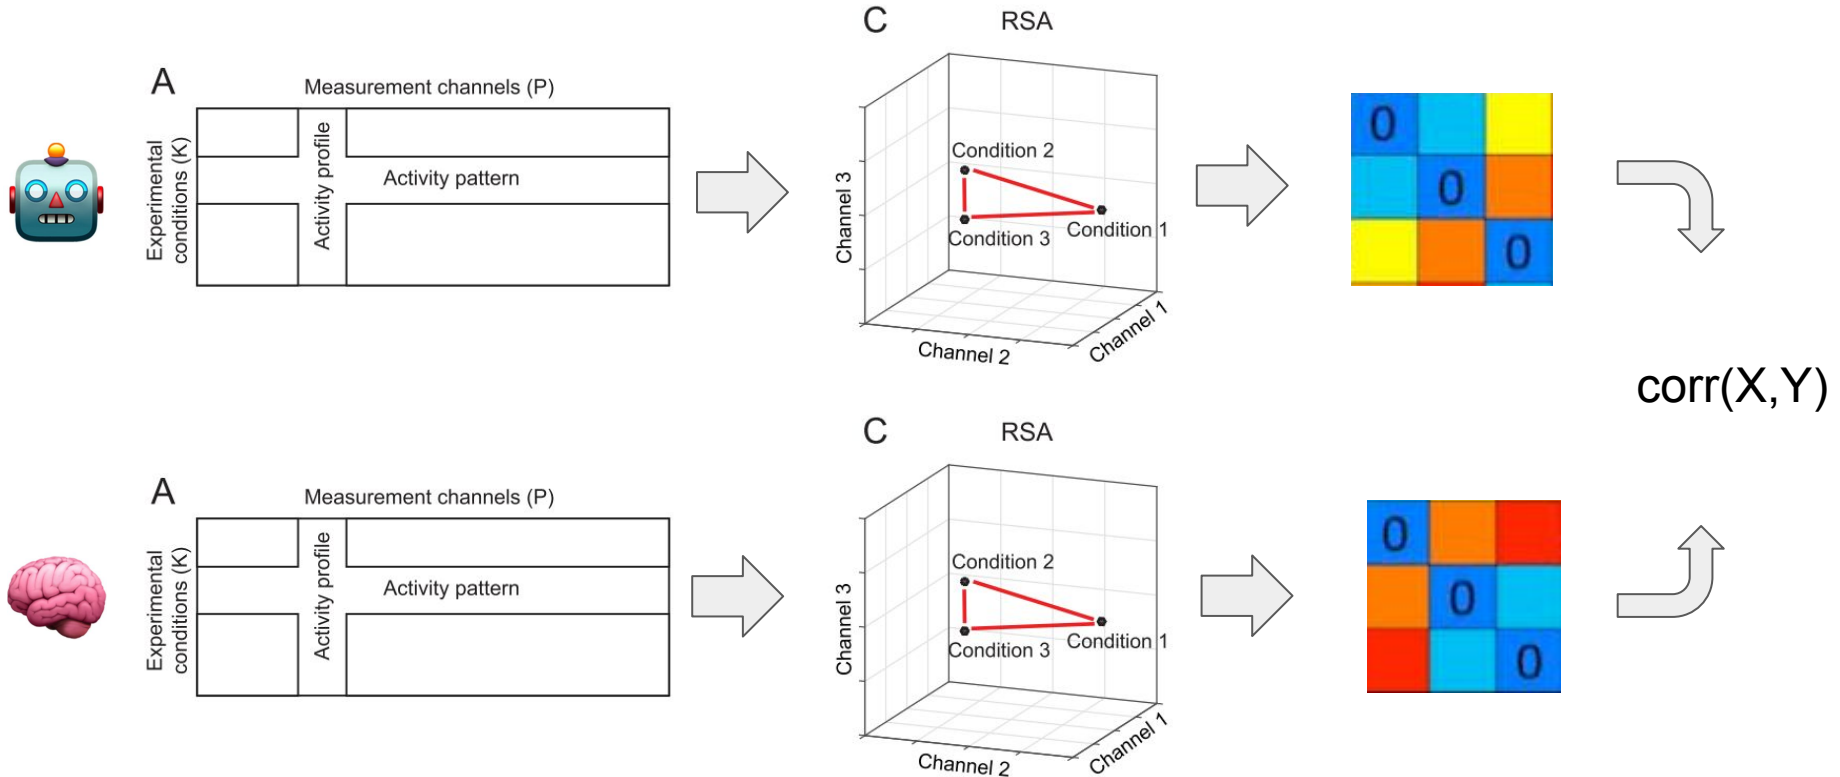 A
Measurement channels (P)
Experimental
conditions (K)
Activity profile
Activity pattern
C
RSA
Channel 3
Condition 2
Condition 3
Condition 1
Channel 2
Channel 1
0
0
0
corr(X,Y)
A
Measurement channels (P)
Experimental
conditions (K)
Activity profile
Activity pattern
C
RSA
Channel 3
Condition 2
Condition 3
Condition 1
Channel 2
Channel 1
0
0
0